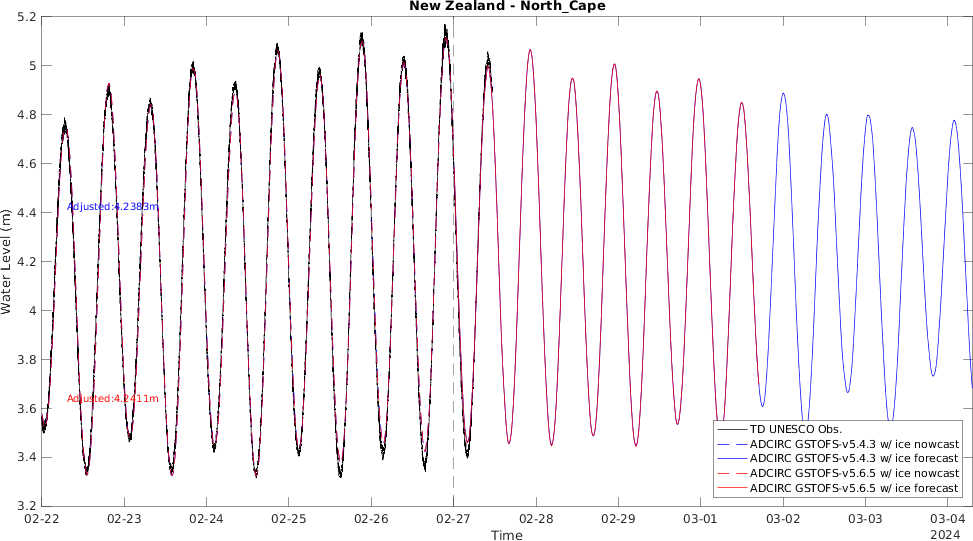 New Zealand - North_Cape
Water Level (m)
5.2
5
4.8
4.6
4.4
4.2
4
3.8
3.6
3.4
3.2
Adjusted:4.2383m
Adjusted:4.2411m
TD UNESCO Obs.
ADCIRC GSTOFS-v5.4.3 w/ ice nowcast
ADCIRC GSTOFS-v5.4.3 w/ ice forecast
ADCIRC GSTOFS-v5.6.5 w/ ice nowcast
ADCIRC GSTOFS-v5.6.5 w/ ice forecast
02-22 02-23 02-24 02-25 02-26 02-27 02-28 02-29 03-01 03-02 03-03 03-04
Time
2024